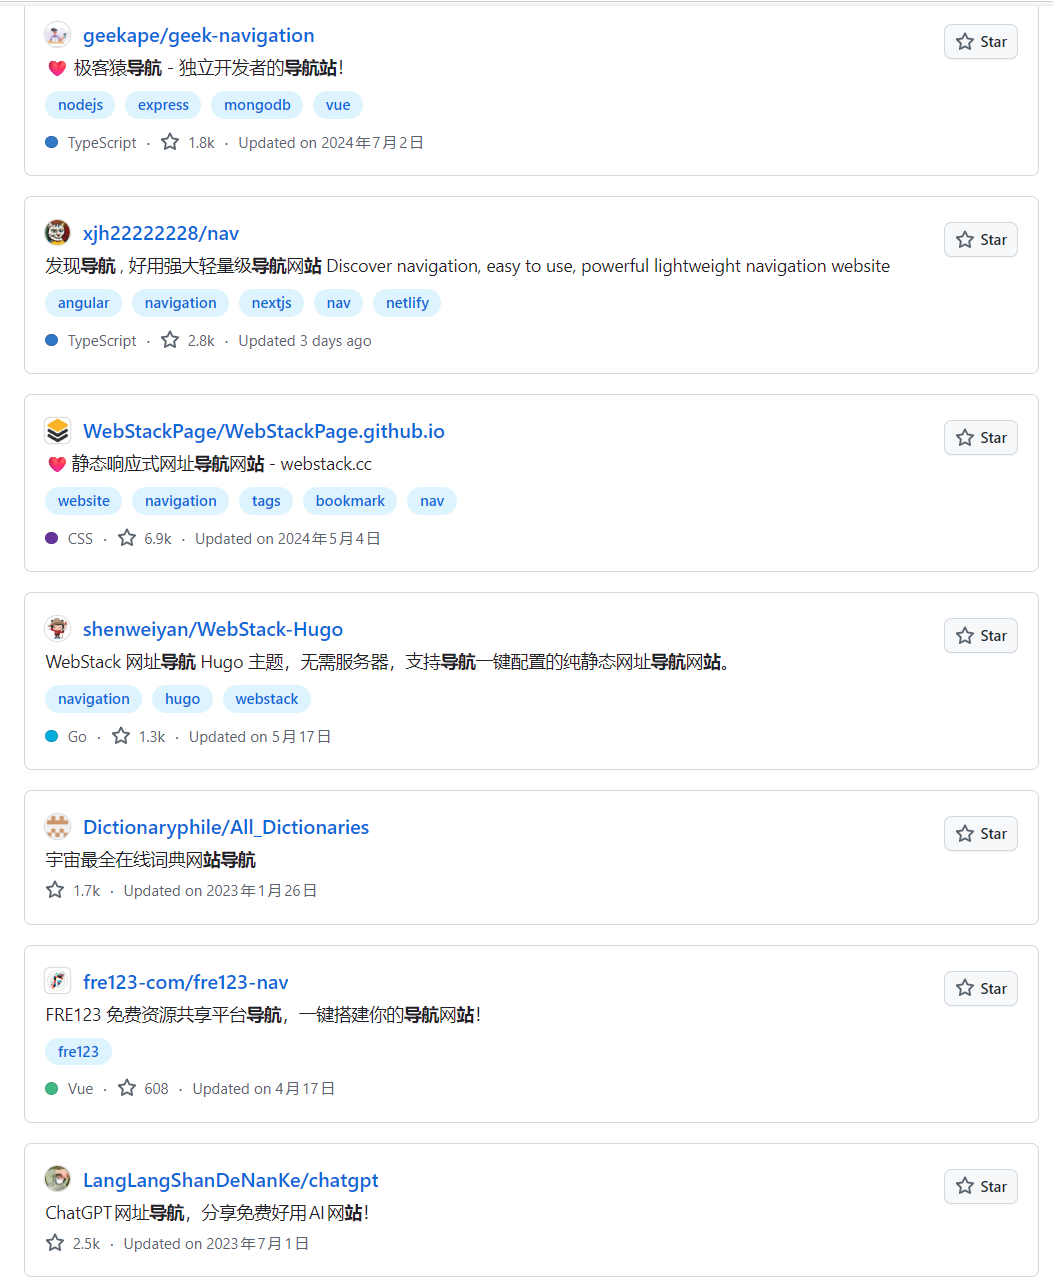 geekape/geek-navigation
Star
❤️ 极客猿导航 - 独立开发者的导航站！
nodejs express mongodb vue
TypeScript · 1.8k · Updated on 2024年7月2日
xjh22222228/nav
Star
发现导航 , 好用强大轻量级导航网站 Discover navigation, easy to use, powerful lightweight navigation website
angular navigation nextjs nav netlify
TypeScript · 2.8k · Updated 3 days ago
WebStackPage/WebStackPage.github.io
Star
❤️ 静态响应式网址导航网站 - webstack.cc
website navigation tags bookmark nav
CSS · 6.9k · Updated on 2024年5月4日
shenweiyan/WebStack-Hugo
Star
WebStack 网址导航 Hugo 主题，无需服务器，支持导航一键配置的纯静态网址导航网站。
navigation hugo webstack
Go · 1.3k · Updated on 5月17日
Dictionaryphile/All_Dictionaries
Star
宇宙最全在线词典网站导航
1.7k · Updated on 2023年1月26日
fre123-com/fre123-nav
Star
FRE123 免费资源共享平台导航，一键搭建你的导航网站！
fre123
Vue · 608 · Updated on 4月17日
LangLangShanDeNanKe/chatgpt
Star
ChatGPT网址导航，分享免费好用AI网站！
2.5k · Updated on 2023年7月1日